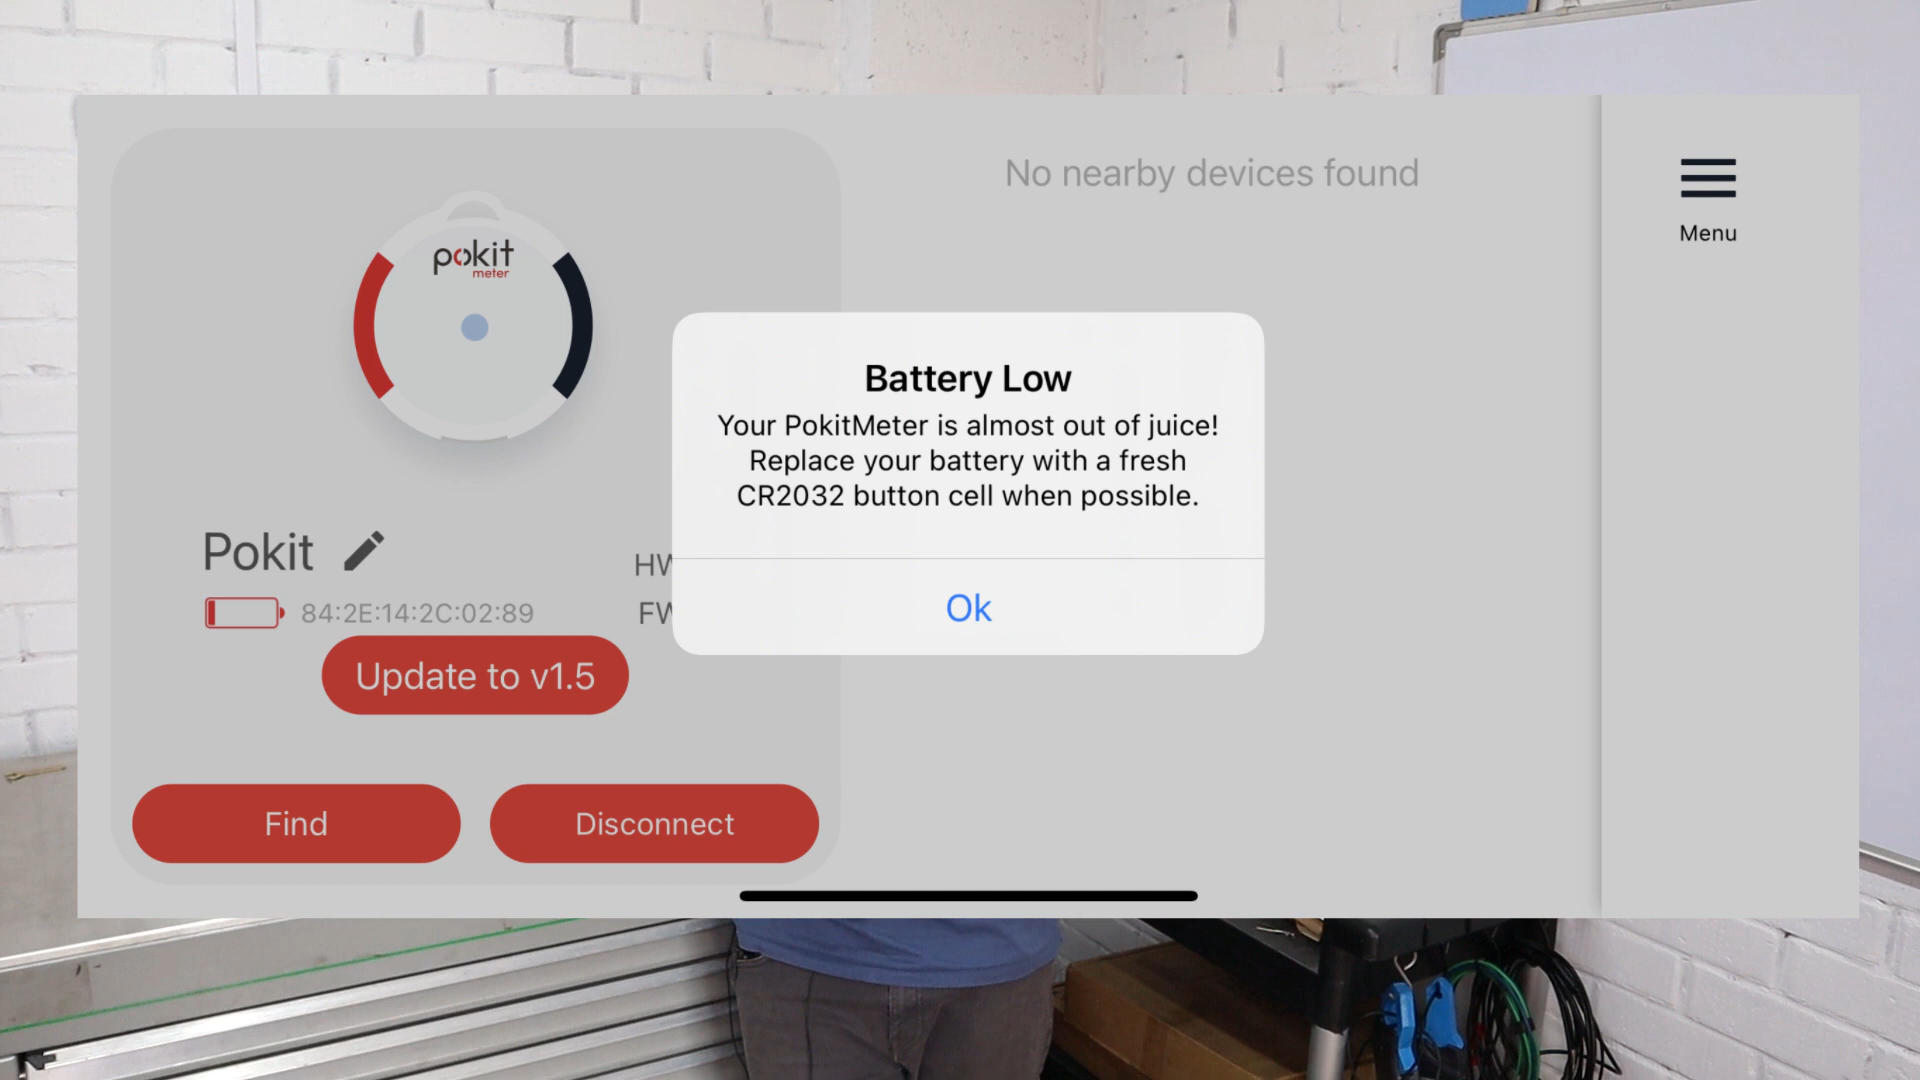 No nearby devices found
Menu
pokit
meter
Battery Low
Your PokitMeter is almost out of juice!
Replace your battery with a fresh
CR2032 button cell when possible.
Ok
Pokit
HW
84:2E:14:2C:02:89
FW
Update to v1.5
Find
Disconnect